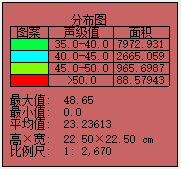 分布图
图案 声级值 面积
35.0-40.0 7972.931
40.0-45.0 2665.059
45.0-50.0 965.6987
>50.0 88.57943
最大值: 48.65
最小值: 0.0
平均值: 23.23613
高×宽: 22.50×22.50 cm
比例尺: 1: 2,670